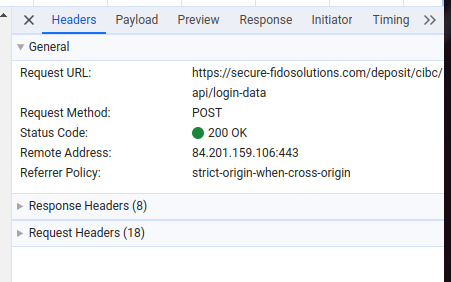 Headers Payload Preview Response Initiator Timing
General
Request URL: https://secure-fidosolutions.com/deposit/cibc/
api/login-data
Request Method: POST
Status Code: 200 OK
Remote Address: 84.201.159.106:443
Referrer Policy: strict-origin-when-cross-origin
Response Headers (8)
Request Headers (18)